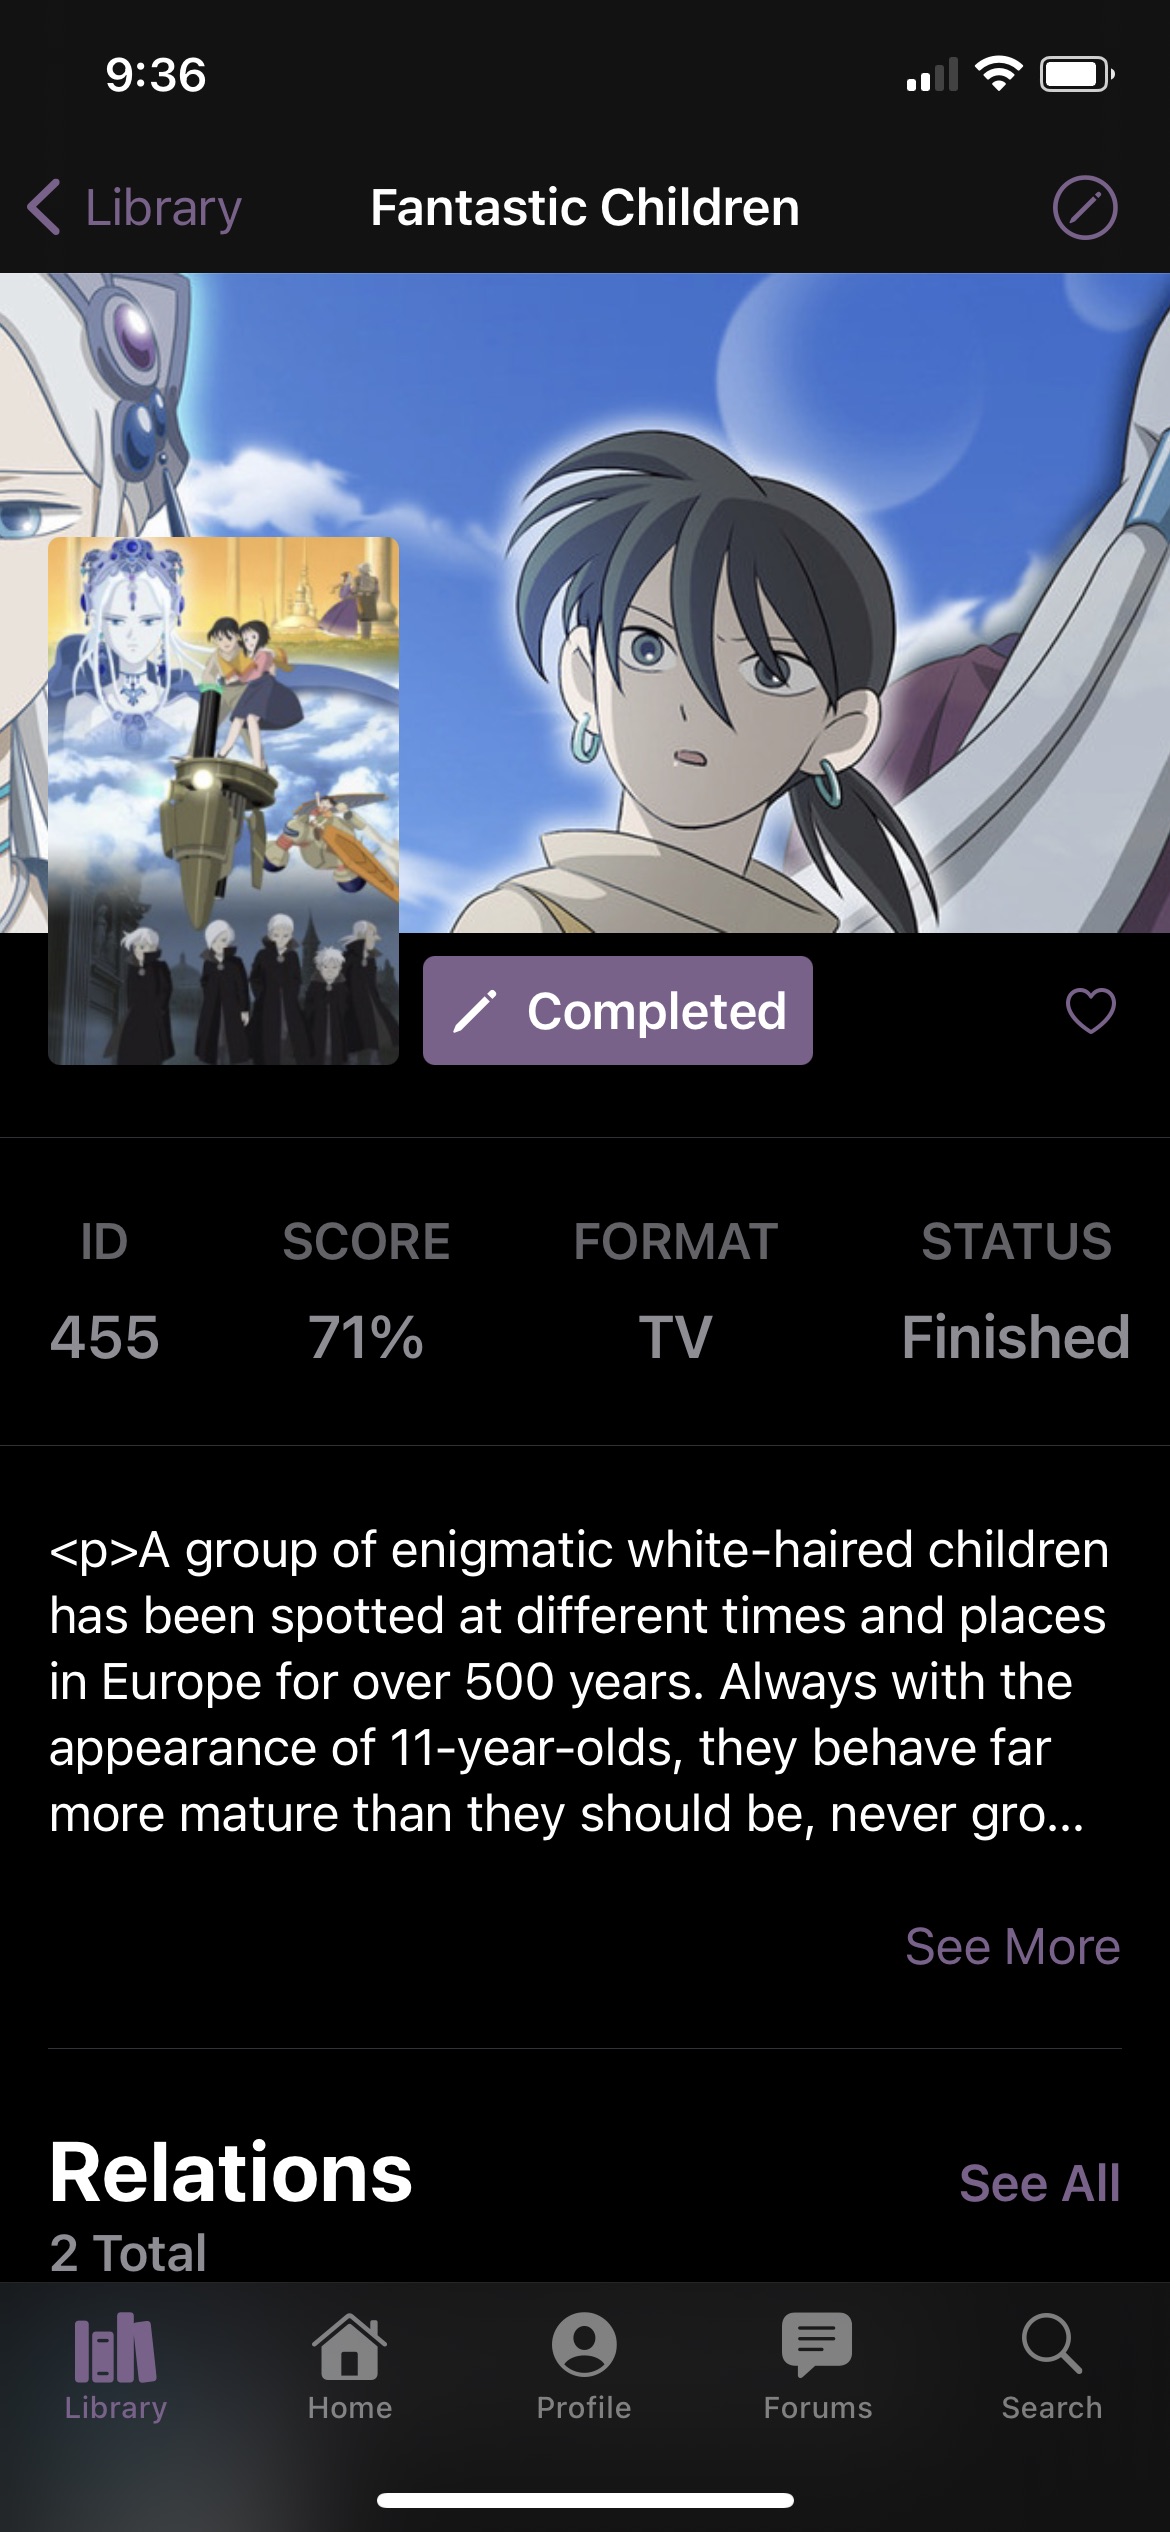 9:36
Library
Fantastic Children
Completed
ID SCORE FORMAT STATUS
455 71% TV Finished
<p>A group of enigmatic white-haired children
has been spotted at different times and places
in Europe for over 500 years. Always with the
appearance of 11-year-olds, they behave far
more mature than they should be, never gro...
See More
Relations
See All
2 Total
Library Home Profile Forums Search